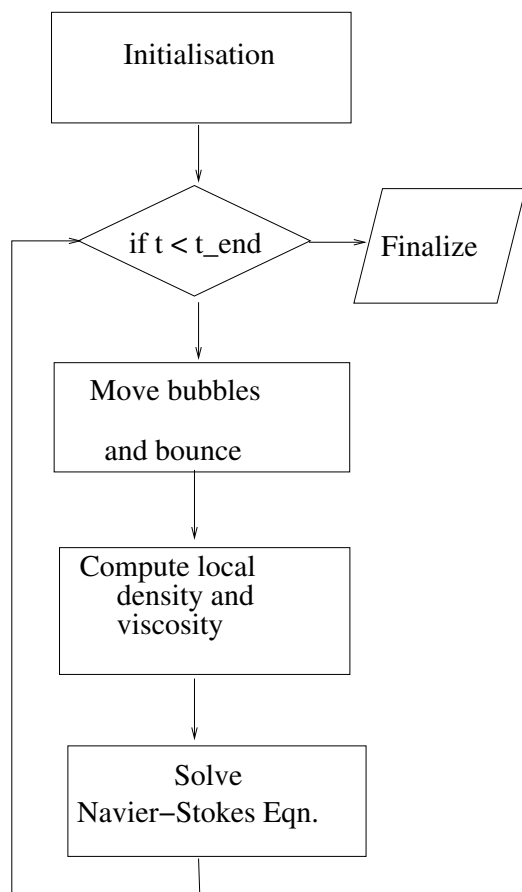 Initialisation
if t < t_end
Finalize
Move bubbles
and bounce
Compute local
density and
viscosity
Solve
Navier−Stokes Eqn.